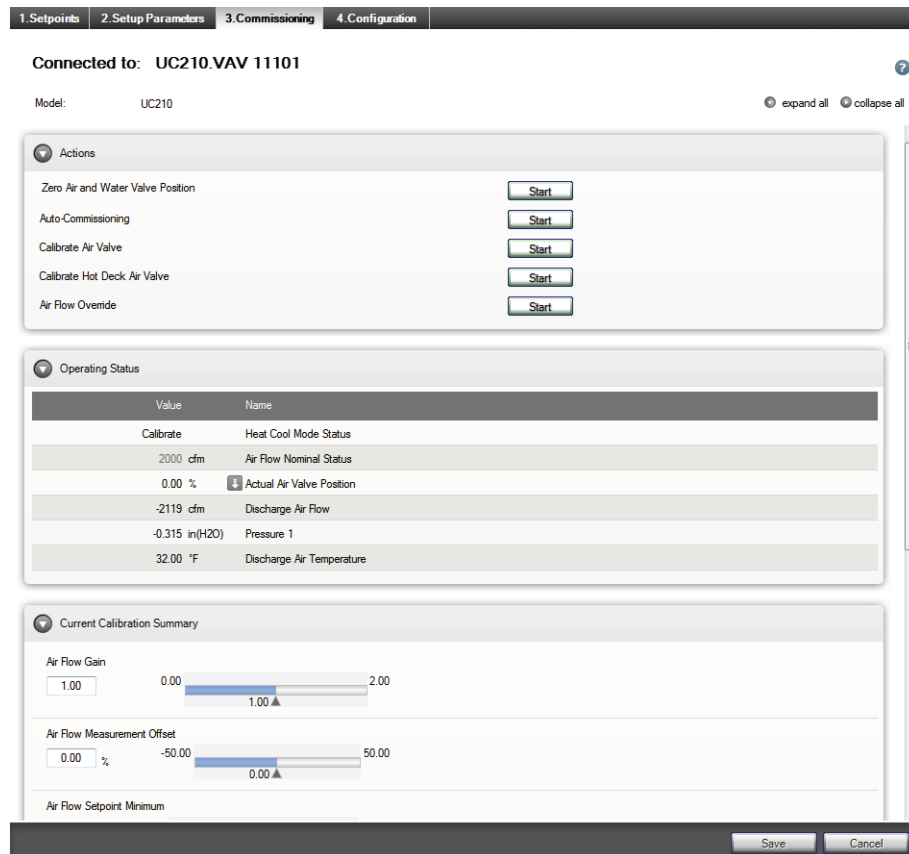 1.Setpoints 2.Setup Parameters 3.Commissioning 4.Configuration
Connected to: UC210.VAV 11101
?
Model: UC210 expand all collapse all
Actions
Zero Air and Water Valve Position Start
Auto-Commissioning Start
Calibrate Air Valve Start
Calibrate Hot Deck Air Valve Start
Air Flow Override Start
Operating Status
Value Name
Calibrate Heat Cool Mode Status
2000 cfm Air Flow Nominal Status
0.00 % Actual Air Valve Position
-2119 cfm Discharge Air Flow
-0.315 in(H2O) Pressure 1
32.00 °F Discharge Air Temperature
Current Calibration Summary
Air Flow Gain
1.00 0.00 2.00
1.00
Air Flow Measurement Offset
0.00 % -50.00 50.00
0.00
Air Flow Setpoint Minimum
Save Cancel